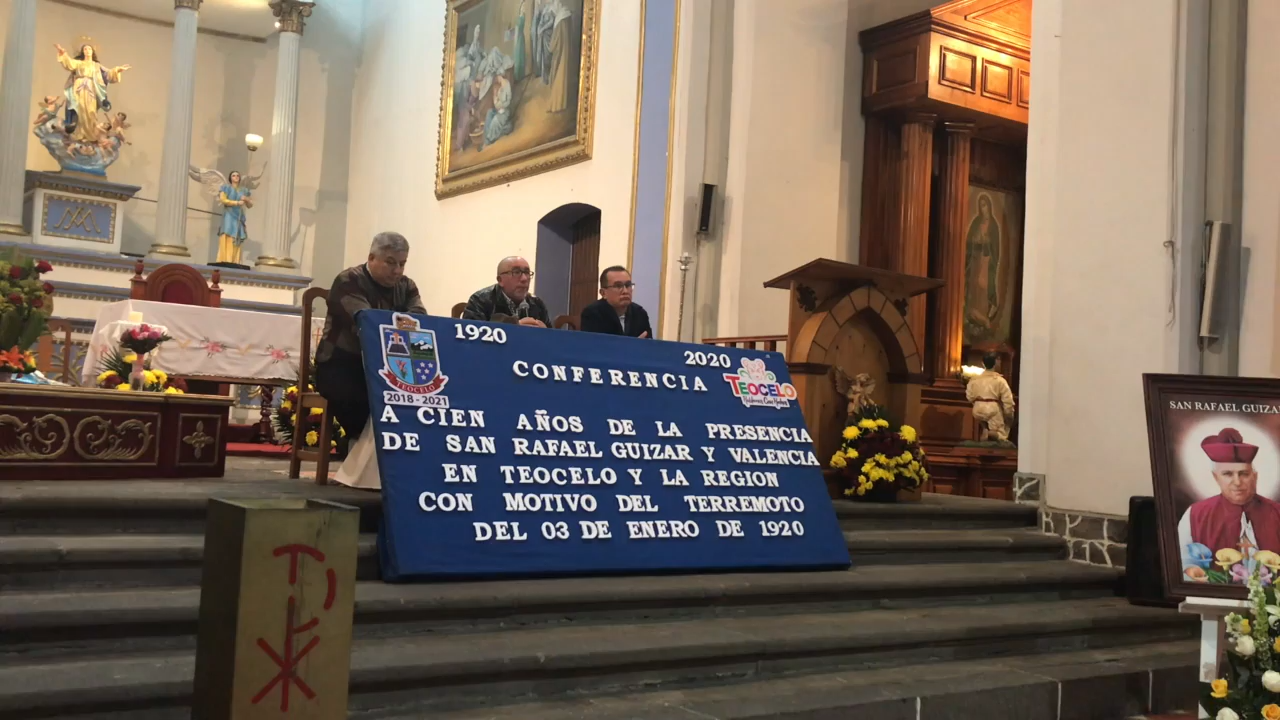 1920
2020
CONFERENCIA
TEOCELO
TEOCELO
2018 - 2021
A CIEN AÑOS DE LA PRESENCIA
DE SAN RAFAEL GUIZAR Y VALENCIA
EN TEOCELO Y LA REGION
CON MOTIVO DEL TERREMOTO
DEL 03 DE ENERO DE 1920
SAN RAFAEL GUIZA